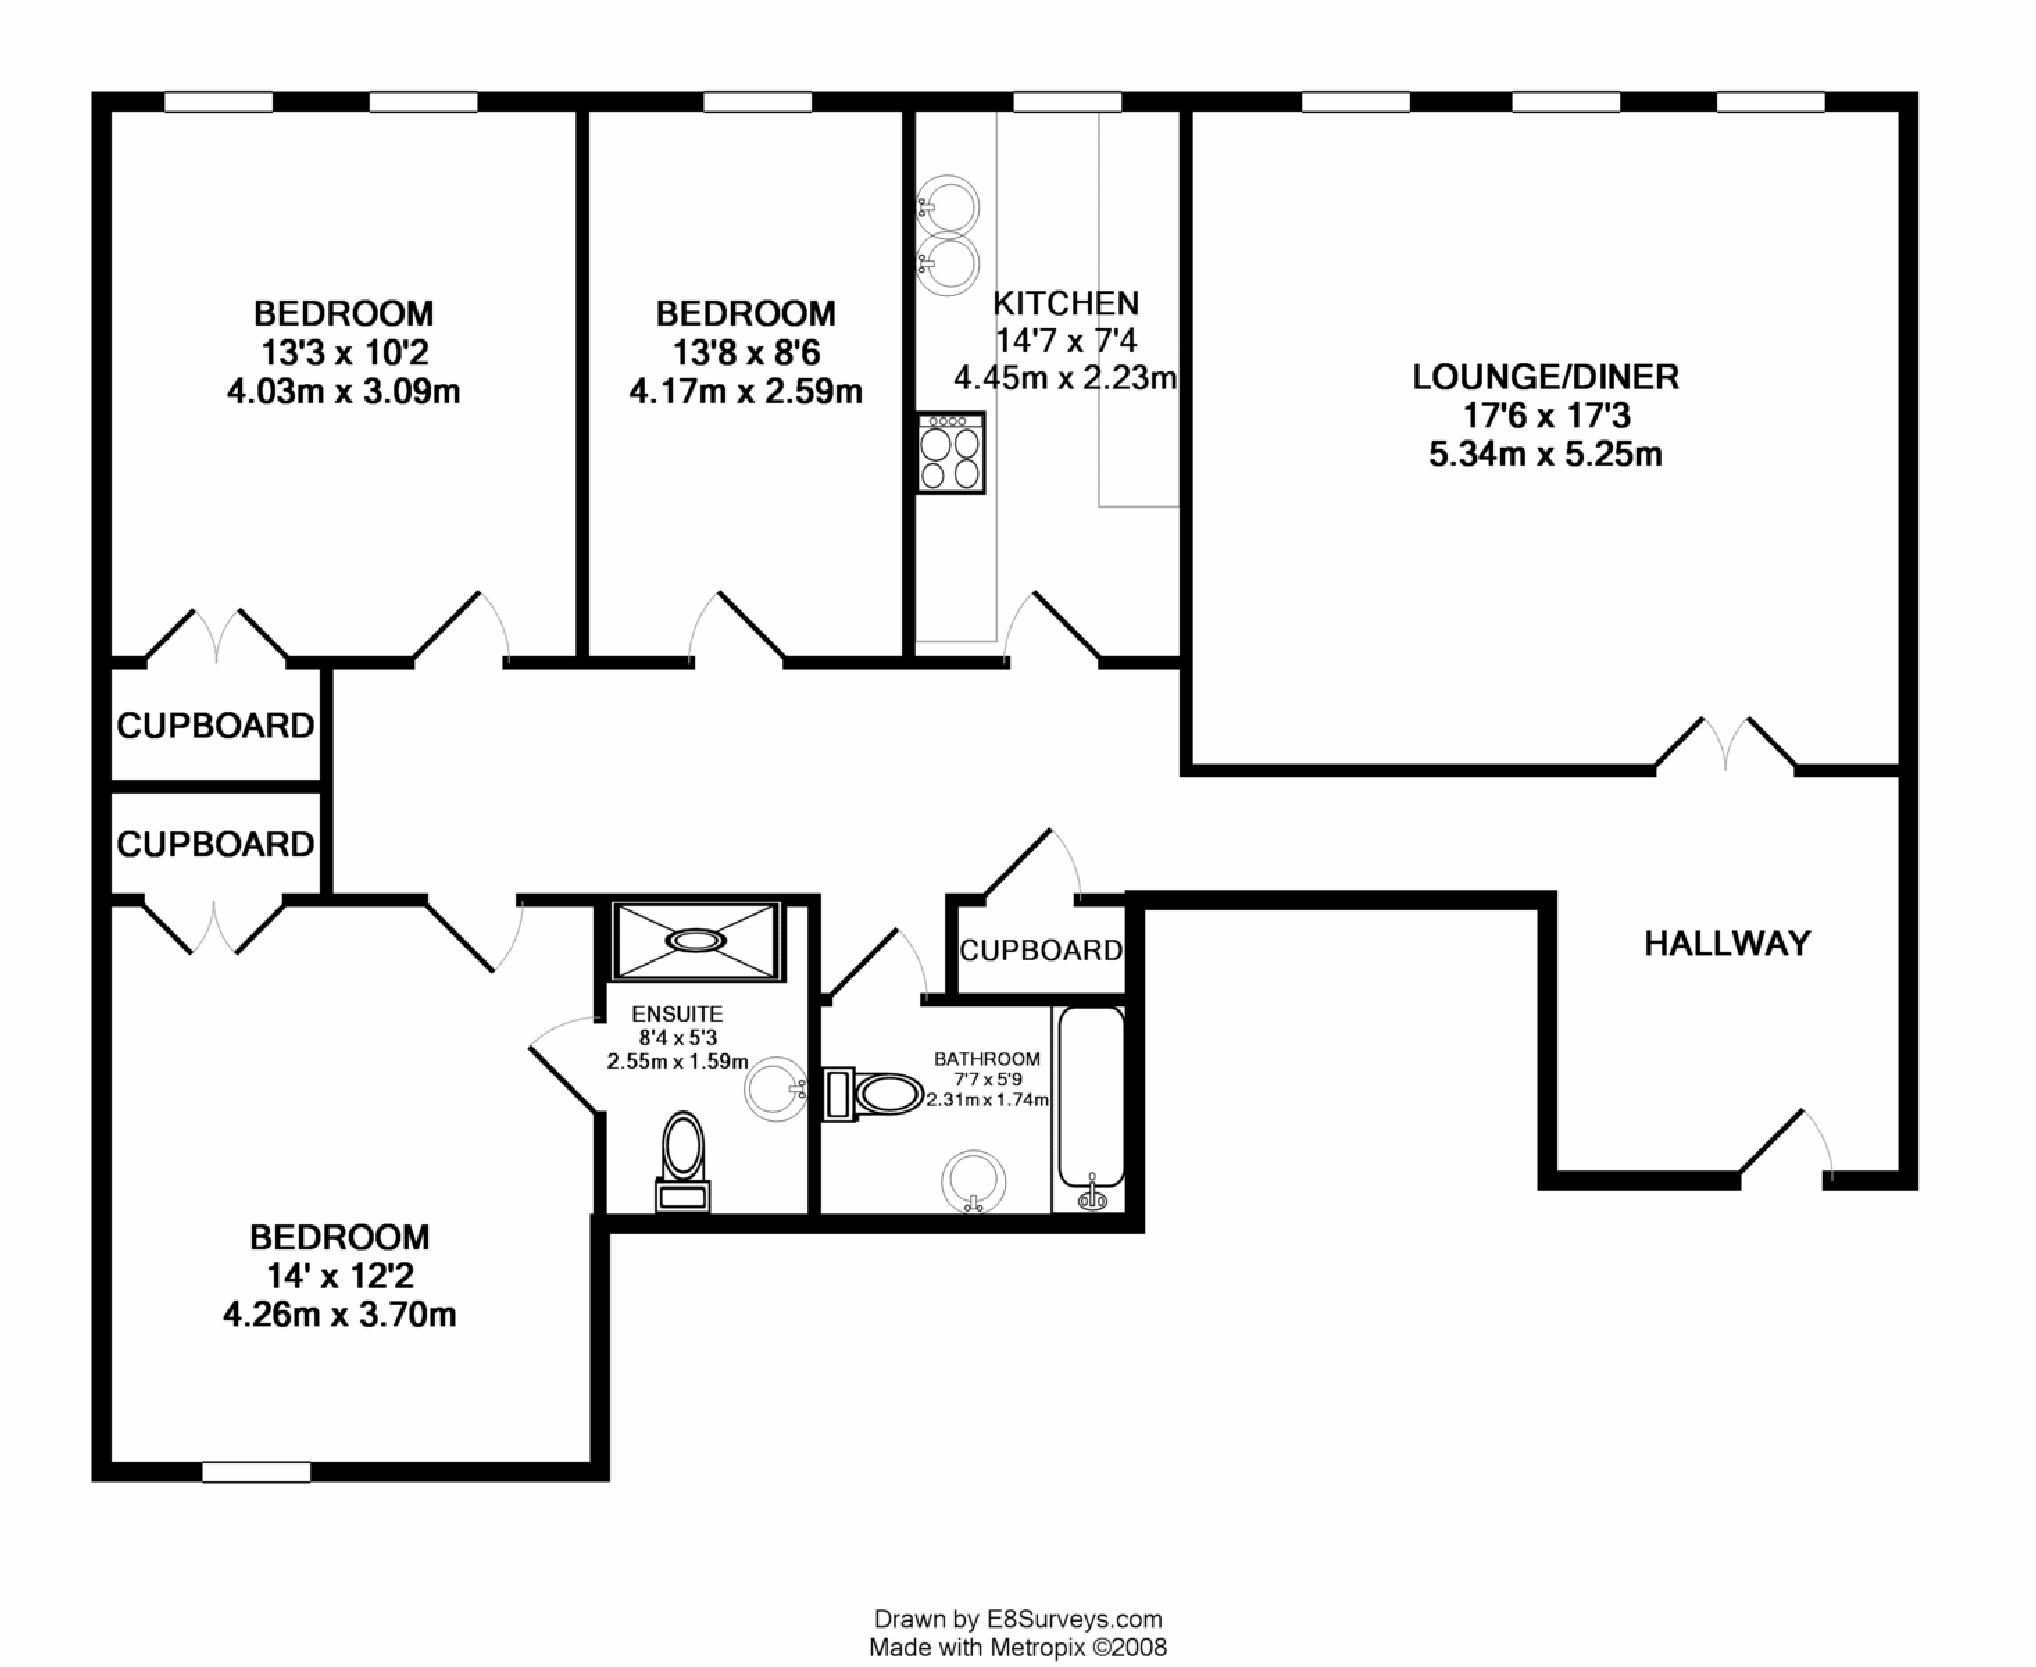 BEDROOM
13'3 x 10'2
4.03m x 3.09m
BEDROOM
13'8 x 8'6
4.17m x 2.59m
KITCHEN
14'7 x 7'4
4.45m x 2.23m
LOUNGE/DINER
17'6 x 17'3
5.34m x 5.25m
CUPBOARD
CUPBOARD
CUPBOARD
HALLWAY
ENSUITE
8'4 x 5'3
2.55m x 1.59m
BATHROOM
7'7 x 5'9
2.31m x 1.74m
BEDROOM
14' x 12'2
4.26m x 3.70m
Drawn by E8Surveys.com
Made with Metropix ©2008